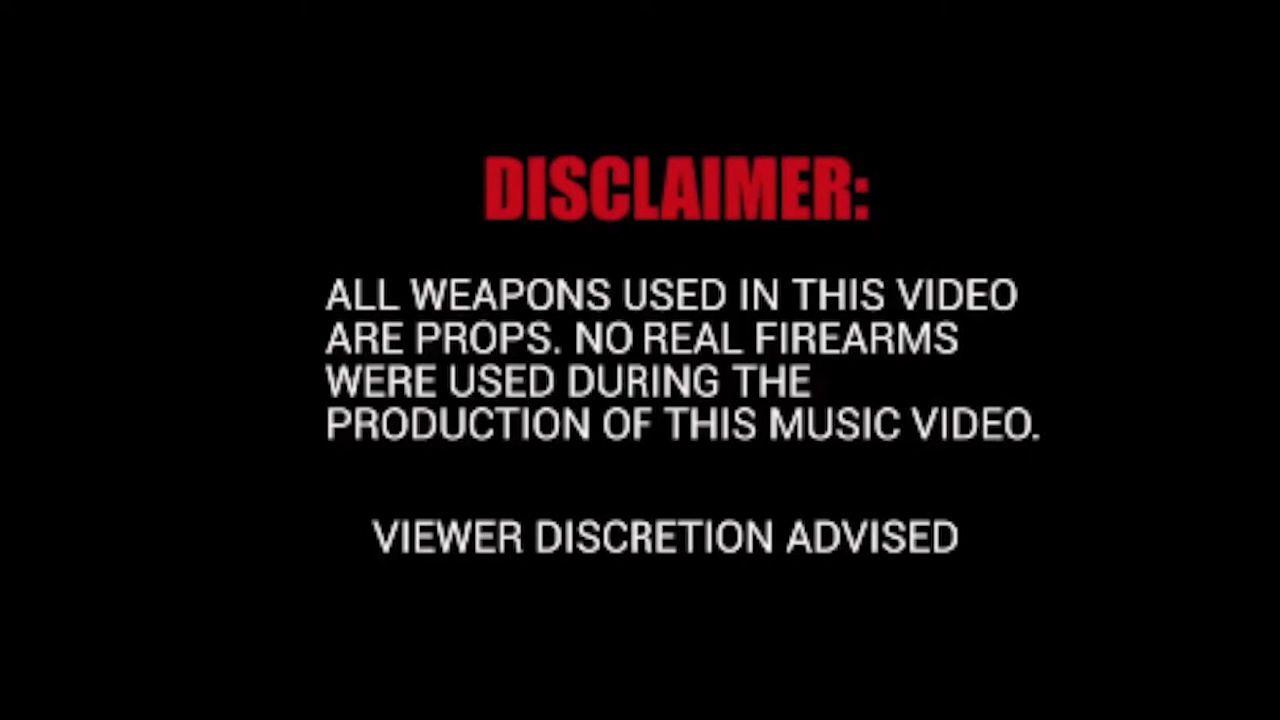 DISCLAIMER:
ALL WEAPONS USED IN THIS VIDEO
ARE PROPS. NO REAL FIREARMS
WERE USED DURING THE
PRODUCTION OF THIS MUSIC VIDEO.
VIEWER DISCRETION ADVISED